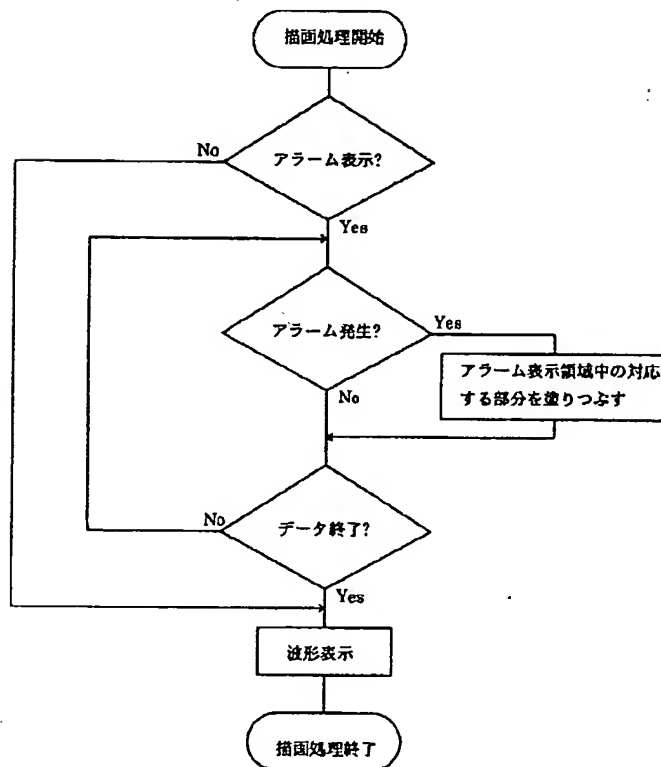 描画処理開始
No
アラーム表示?
Yes
アラーム発生?
Yes
アラーム表示領域中の対応
する部分を塗りつぶす
No
No
データ終了?
Yes
波形表示
描画処理終了